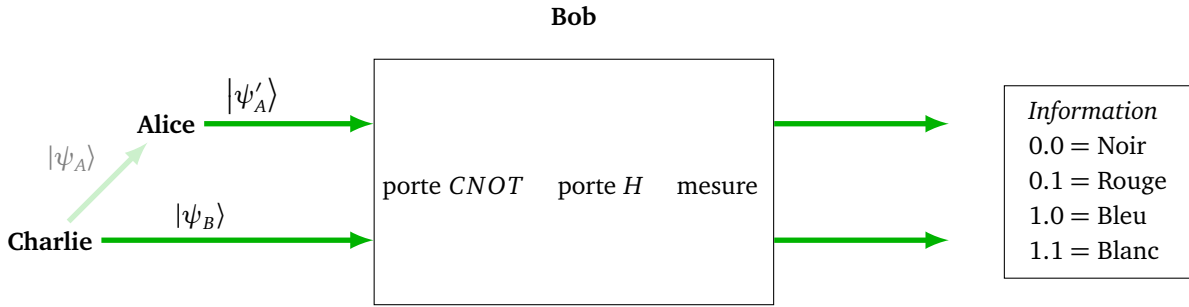 Bob
|ψ′_A⟩
Alice
|ψ_A⟩
|ψ_B⟩
Charlie
porte CNOT porte H mesure
Information
0.0 = Noir
0.1 = Rouge
1.0 = Bleu
1.1 = Blanc